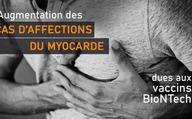 Augmentation des
CAS D'AFFECTIONS
DU MYOCARDE
dues aux
vaccins
BioNTech